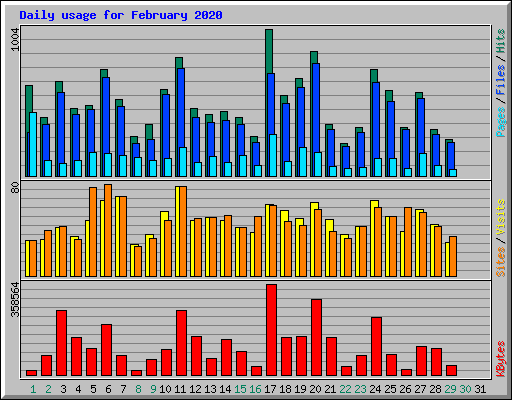 Daily usage for February 2020
1004
Pages / Files / Hits
80
Sites / Visits
358564
KBytes
1 2 3 4 5 6 7 8 9 10 11 12 13 14 15 16 17 18 19 20 21 22 23 24 25 26 27 28 29 30 31